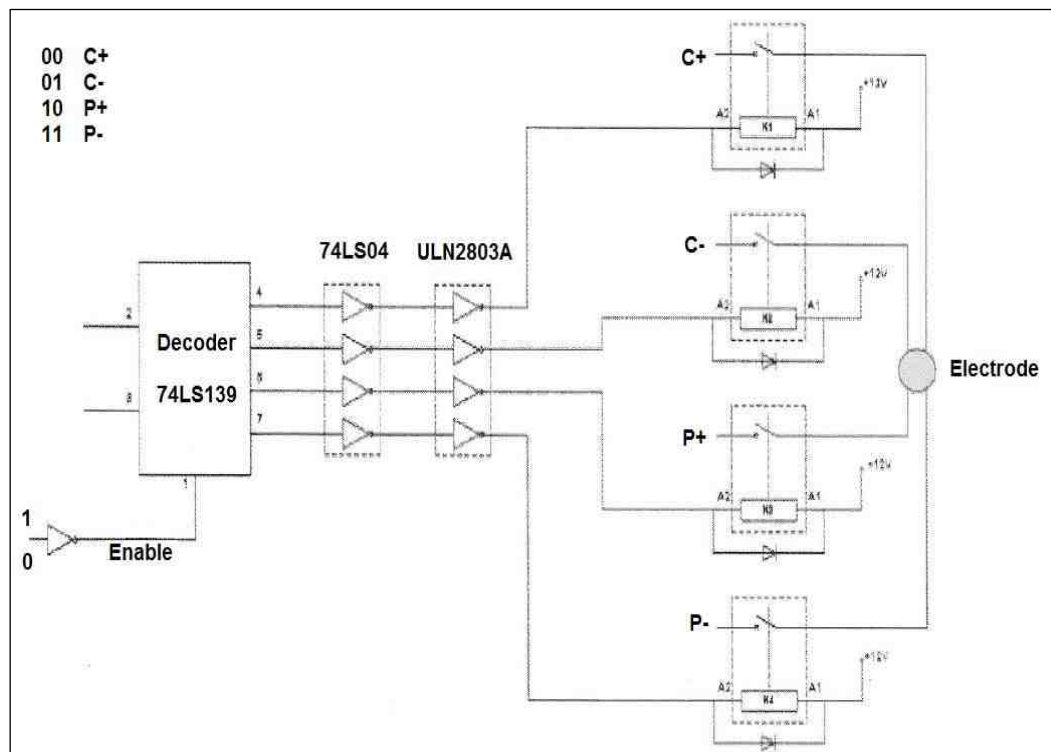 00 C+
01 C-
10 P+
11 P-
C+
+12V
A2
A1
K1
74LS04
ULN2803A
C-
+12V
A2
A1
K2
4
2
5
Decoder
74LS139
6
3
7
1
1
0
Enable
Electrode
P+
+12V
A2
A1
K3
P-
+12V
A2
A1
K4